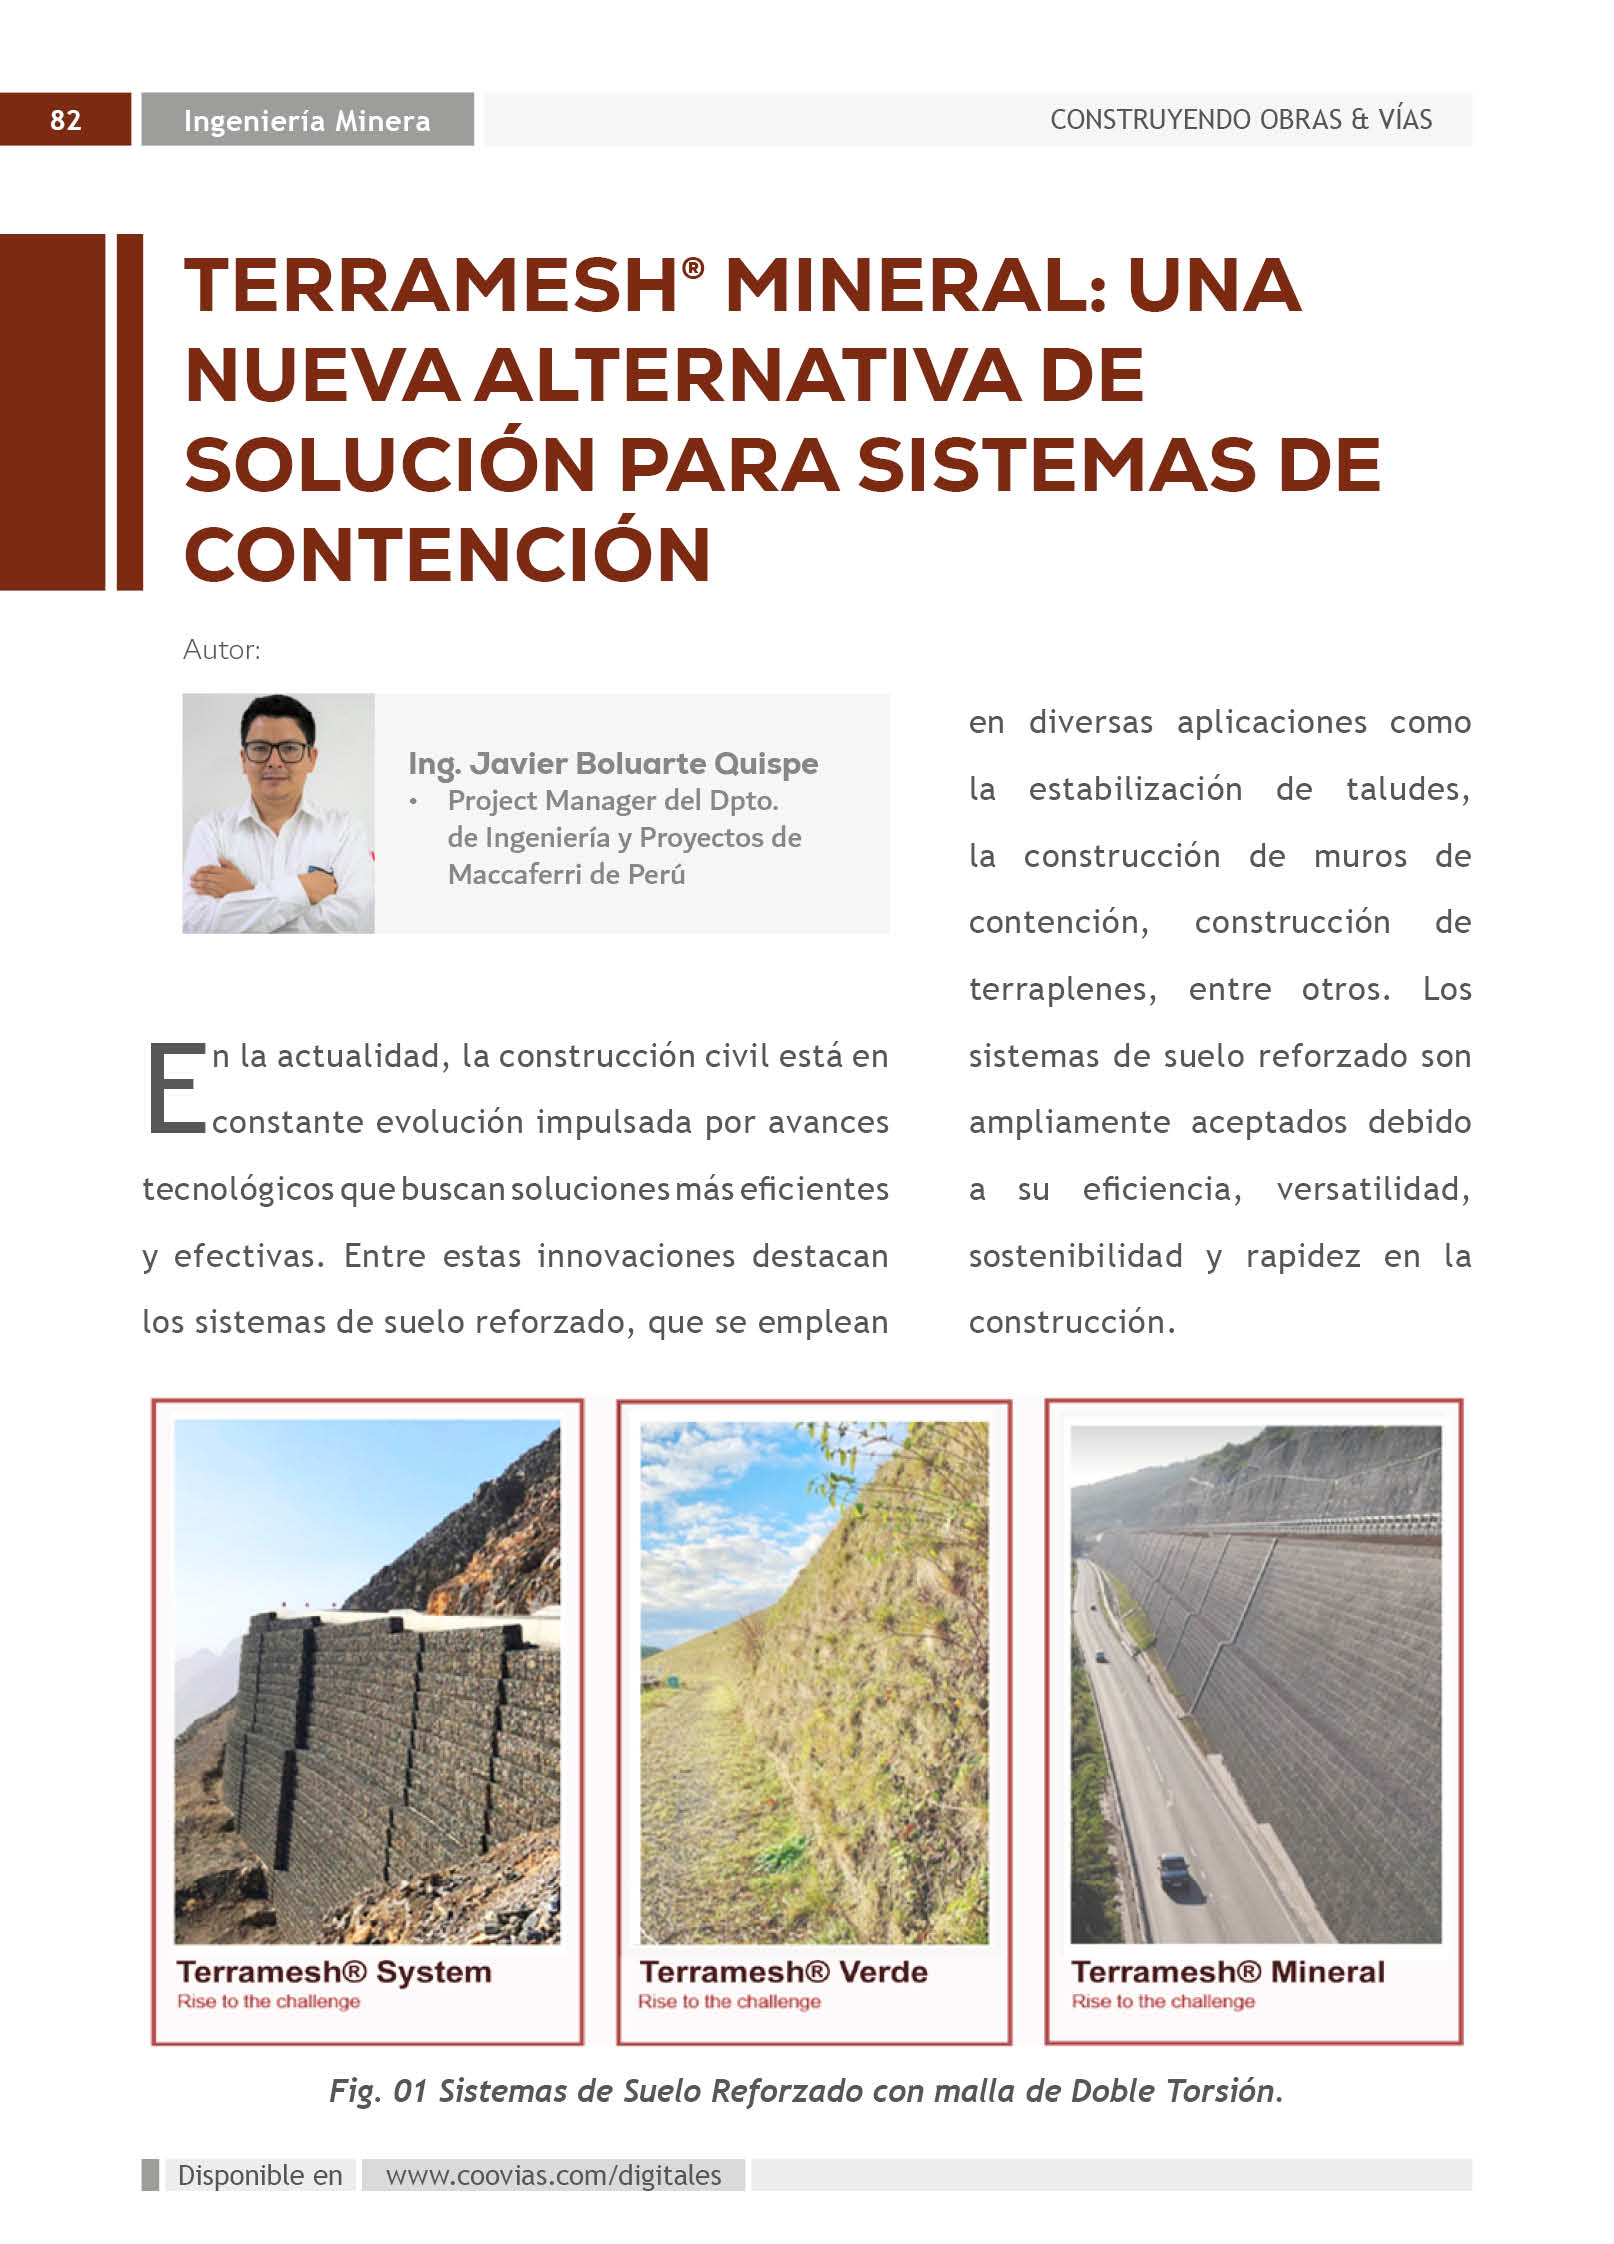 82
Ingeniería Minera
CONSTRUYENDO OBRAS & VÍAS
TERRAMESH® MINERAL: UNA
NUEVA ALTERNATIVA DE
SOLUCIÓN PARA SISTEMAS DE
CONTENCIÓN
Autor:
Ing. Javier Boluarte Quispe
• Project Manager del Dpto.
de Ingeniería y Proyectos de
Maccaferri de Perú
En la actualidad, la construcción civil está en
constante evolución impulsada por avances
tecnológicos que buscan soluciones más eficientes
y efectivas. Entre estas innovaciones destacan
los sistemas de suelo reforzado, que se emplean
en diversas aplicaciones como
la estabilización de taludes,
la construcción de muros de
contención, construcción de
terraplenes, entre otros. Los
sistemas de suelo reforzado son
ampliamente aceptados debido
a su eficiencia, versatilidad,
sostenibilidad y rapidez en la
construcción.
Terramesh® System
Rise to the challenge
Terramesh® Verde
Rise to the challenge
Terramesh® Mineral
Rise to the challenge
Fig. 01 Sistemas de Suelo Reforzado con malla de Doble Torsión.
Disponible en
www.coovias.com/digitales